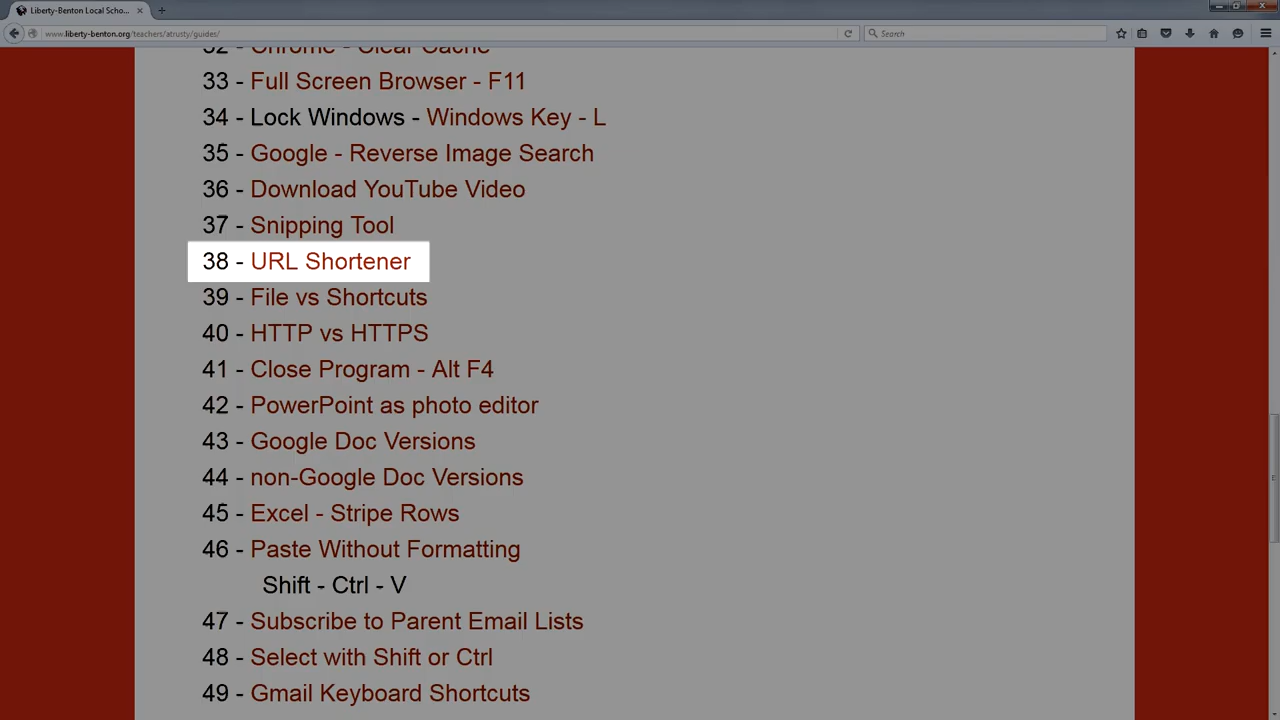 Liberty-Benton Local Scho...
www.liberty-benton.org/teachers/atrusty/guides/
Search
32 - Chrome - Clear Cache
33 - Full Screen Browser - F11
34 - Lock Windows - Windows Key - L
35 - Google - Reverse Image Search
36 - Download YouTube Video
37 - Snipping Tool
38 - URL Shortener
39 - File vs Shortcuts
40 - HTTP vs HTTPS
41 - Close Program - Alt F4
42 - PowerPoint as photo editor
43 - Google Doc Versions
44 - non-Google Doc Versions
45 - Excel - Stripe Rows
46 - Paste Without Formatting
Shift - Ctrl - V
47 - Subscribe to Parent Email Lists
48 - Select with Shift or Ctrl
49 - Gmail Keyboard Shortcuts